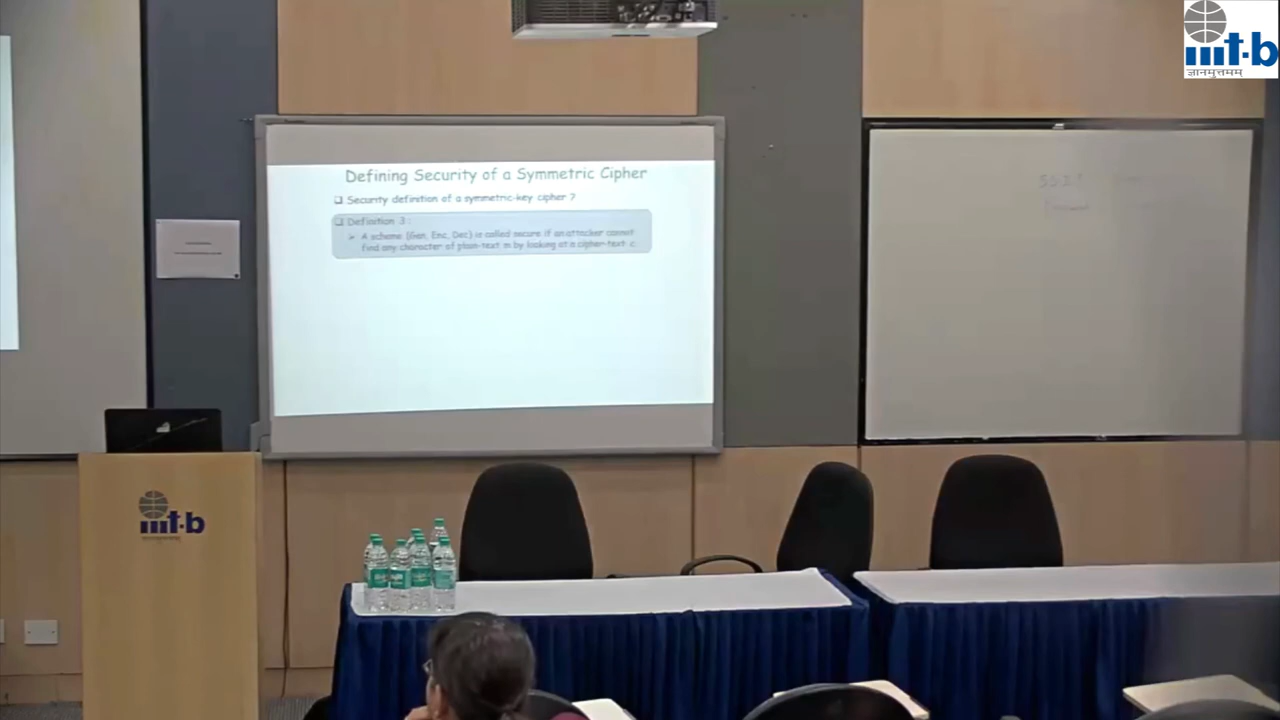 iiit-b
ज्ञानमुत्तमम्
Defining Security of a Symmetric Cipher
Security definition of a symmetric-key cipher ?
Definition 3 :
A scheme (Gen, Enc, Dec) is called secure if an attacker cannot
find any character of plain-text m by looking at a cipher-text c
iiit-b